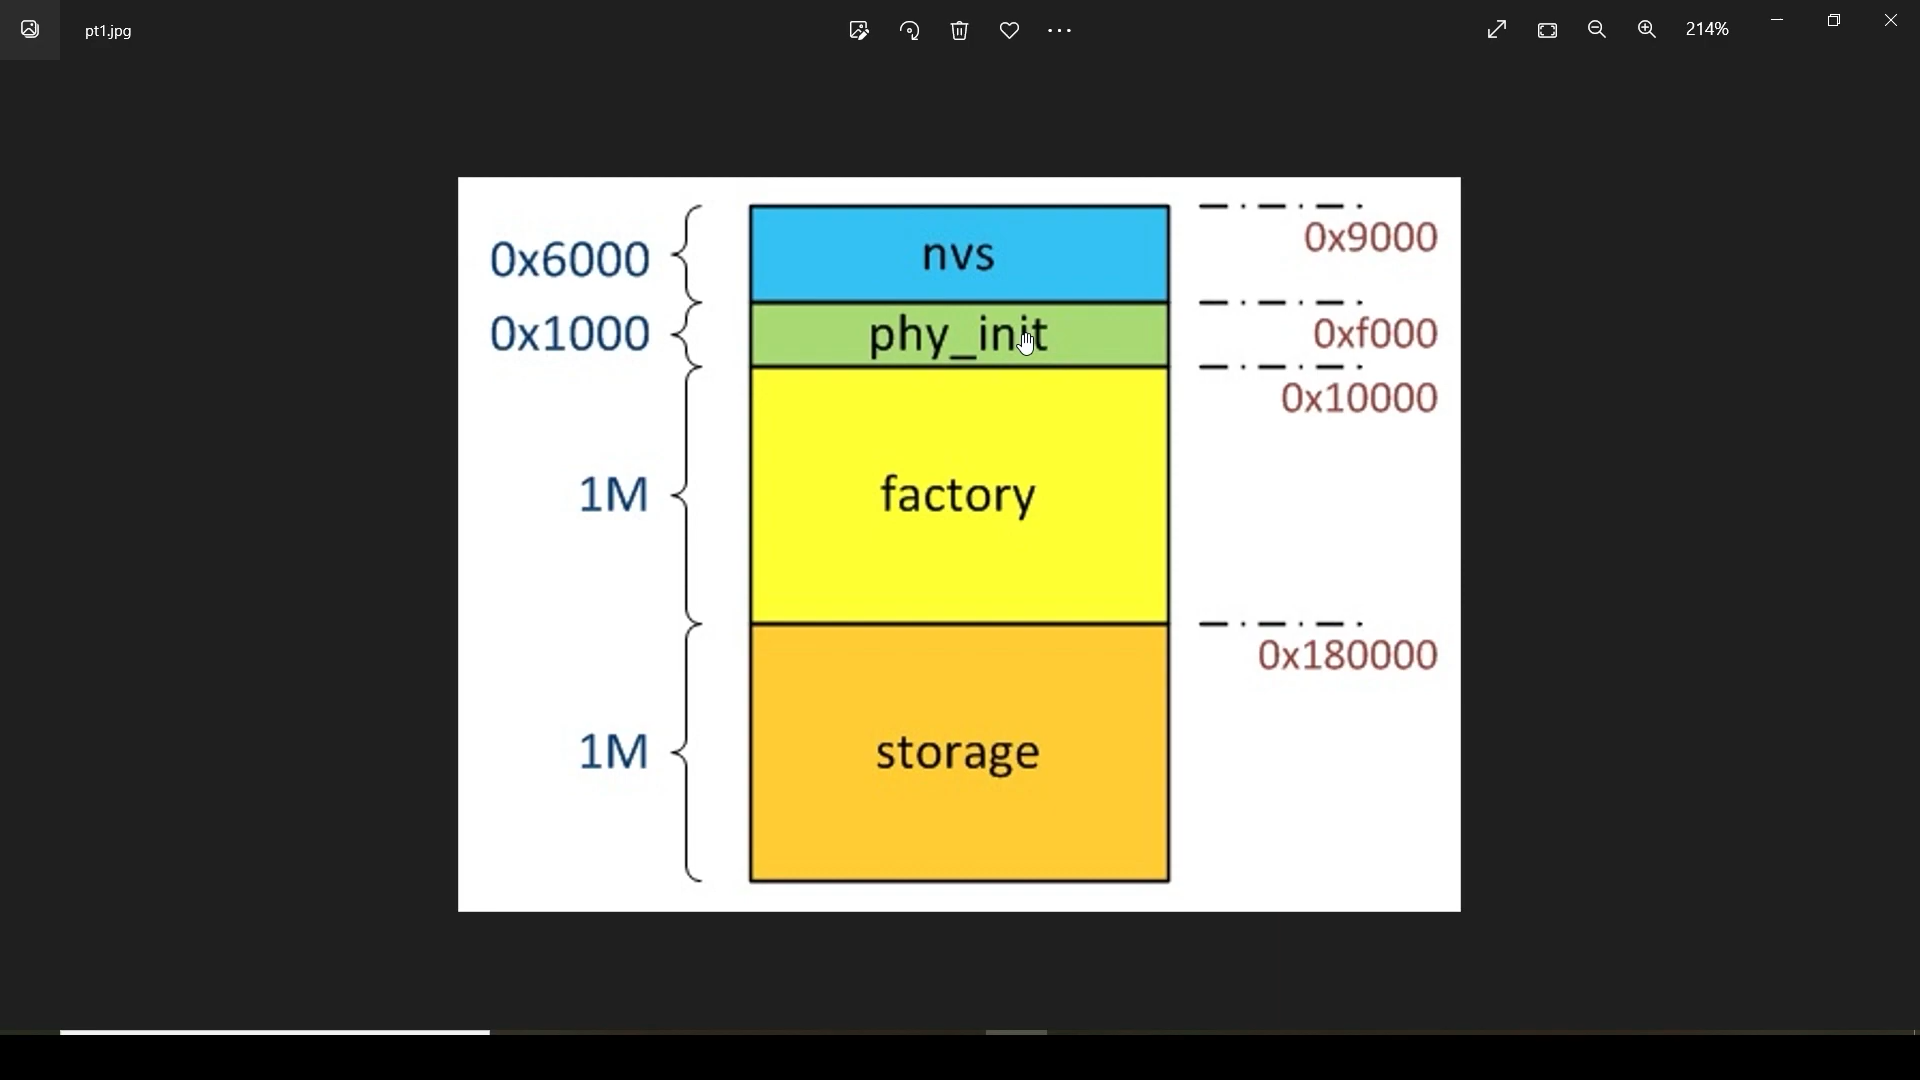 pt1.jpg
214%
0x6000
nvs
0x9000
0x1000
phy_init
0xf000
0x10000
1M
factory
0x180000
1M
storage